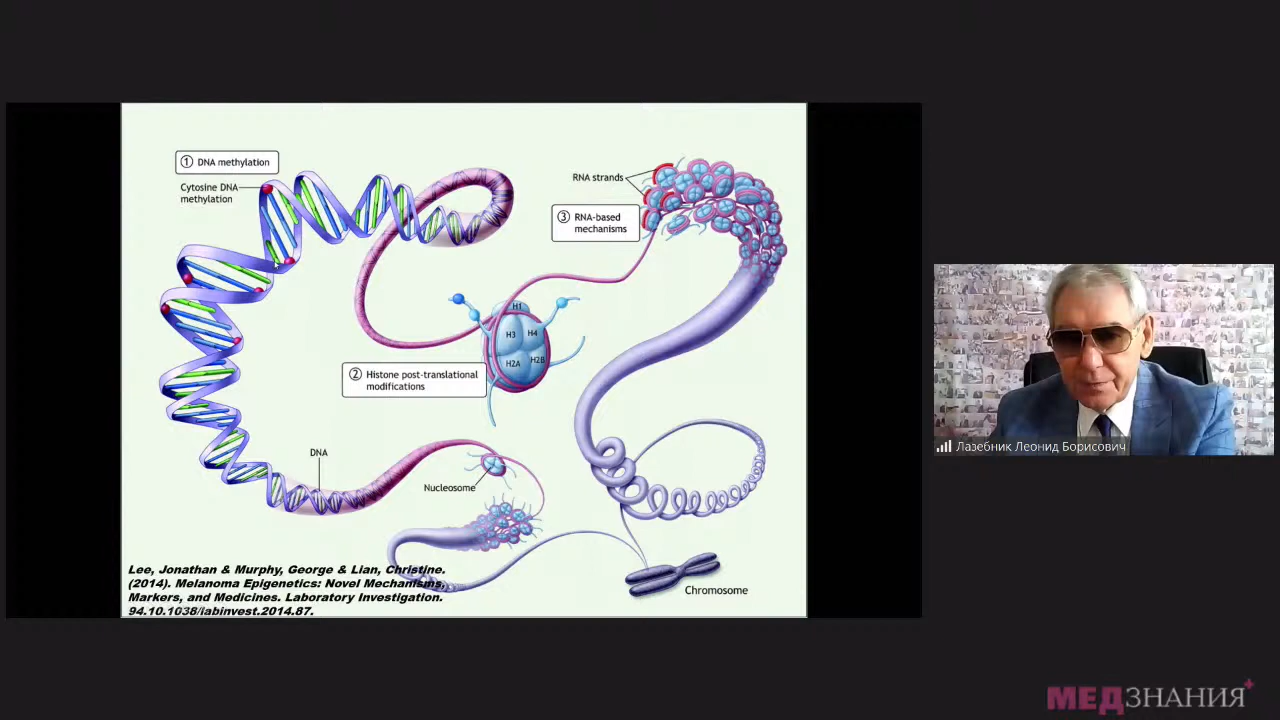 ① DNA methylation
Cytosine DNA
methylation
RNA strands
③ RNA-based
mechanisms
H1
H3
H4
H2A
H2B
② Histone post-translational
modifications
DNA
Nucleosome
Chromosome
Lee, Jonathan & Murphy, George & Lian, Christine.
(2014). Melanoma Epigenetics: Novel Mechanisms,
Markers, and Medicines. Laboratory Investigation.
94.10.1038/labinvest.2014.87.
Лазебник Леонид Борисович
МЕДЗНАНИЯ+